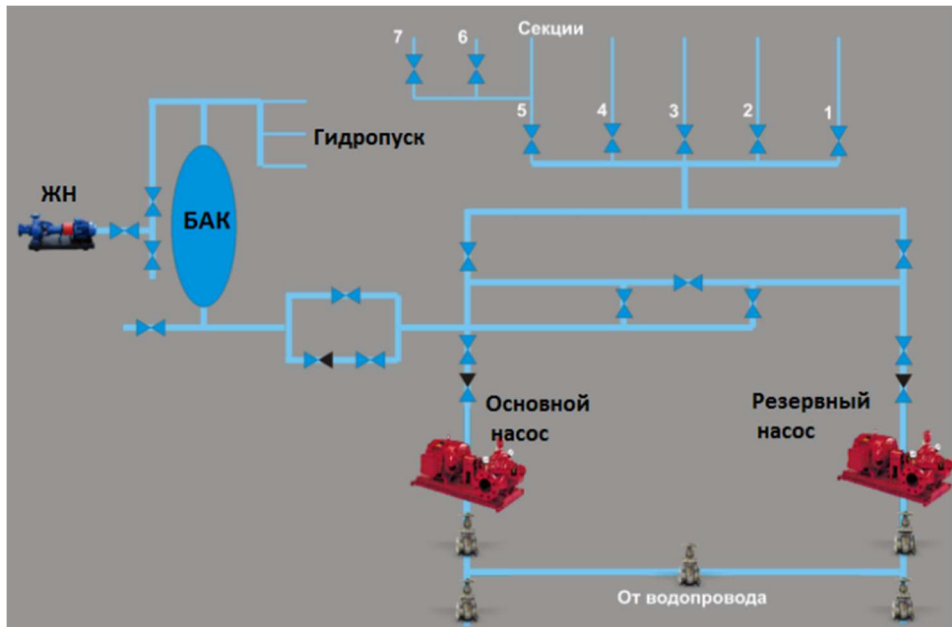 Секции
7
6
5
4
3
2
1
Гидропуск
ЖН
БАК
Основной
насос
Резервный
насос
От водопровода